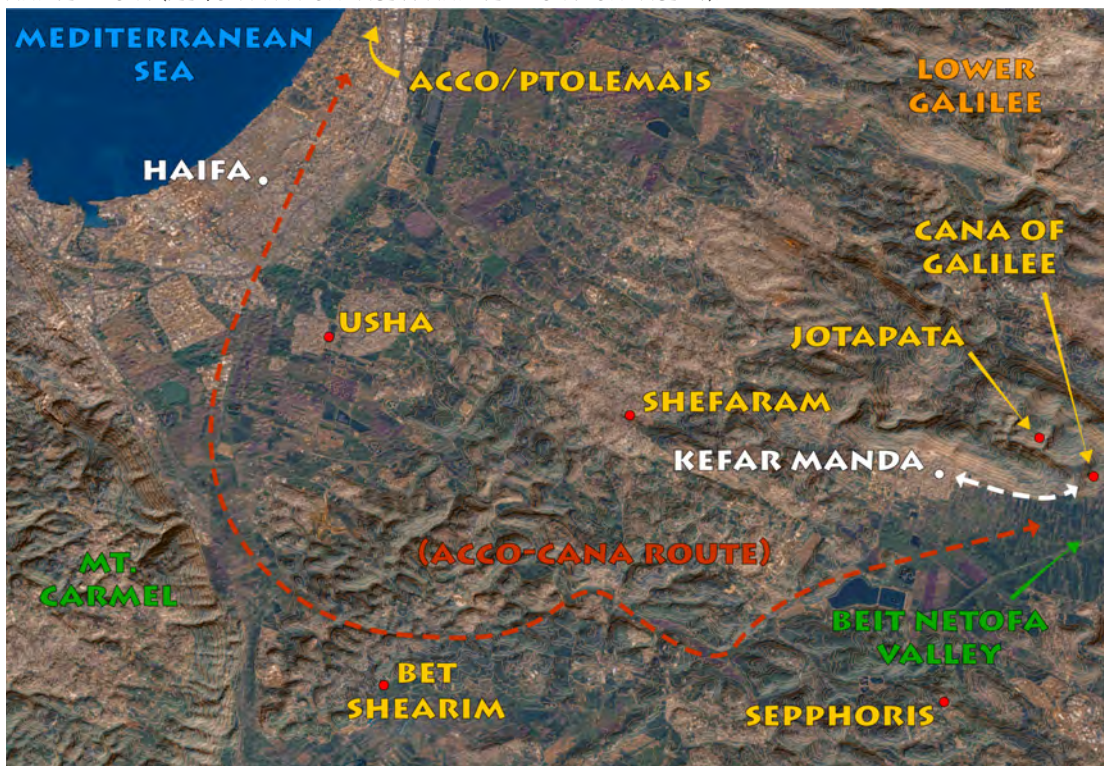 MEDITERRANEAN
SEA
ACCO/PTOLEMAIS
LOWER
GALILEE
HAIFA
CANA OF
GALILEE
USHA
JOTAPATA
SHEFARAM
KEFAR MANDA
(ACCO-CANA ROUTE)
MT.
CARMEL
BEIT NETOFA
VALLEY
BET
SHEARIM
SEPPHORIS